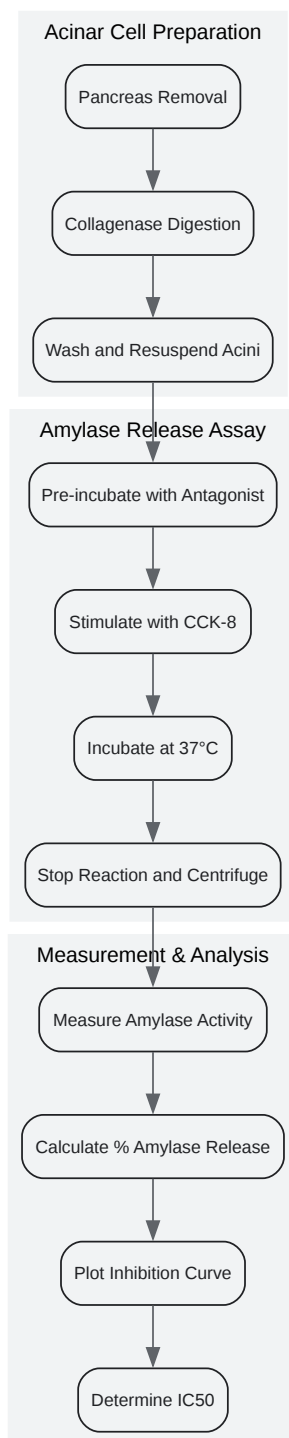 Acinar Cell Preparation
Pancreas Removal
Collagenase Digestion
Wash and Resuspend Acini
Amylase Release Assay
Pre-incubate with Antagonist
Stimulate with CCK-8
Incubate at 37°C
Stop Reaction and Centrifuge
Measurement & Analysis
Measure Amylase Activity
Calculate % Amylase Release
Plot Inhibition Curve
Determine IC50